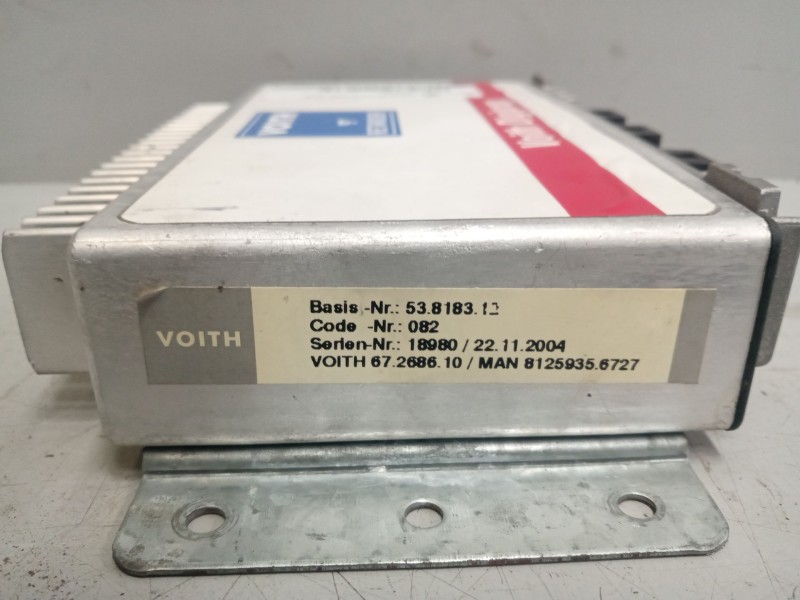 VOITH
VOITH
Basis -Nr.: 53.8183.12
Code -Nr.: 082
Serien-Nr.: 18980 / 22.11.2004
VOITH 67.2686.10 / MAN 8125935.6727